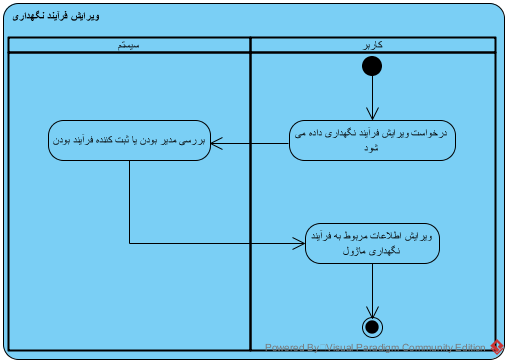 ویرایش فرآیند نگهداری
کاربر
سیستم
درخواست ویرایش فرآیند نگهداری داده می
شود
بررسی مدیر بودن یا ثبت کننده فرآیند بودن
ویرایش اطلاعات مربوط به فرآیند
نگهداری ماژول
Powered By Visual Paradigm Community Edition